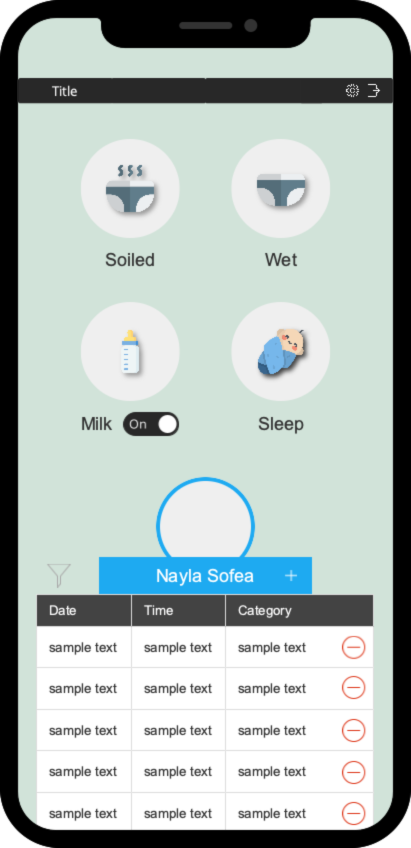 Title
Soiled
Wet
Milk On
Sleep
Nayla Sofea +
Date Time Category
sample text sample text sample text
sample text sample text sample text
sample text sample text sample text
sample text sample text sample text
sample text sample text sample text